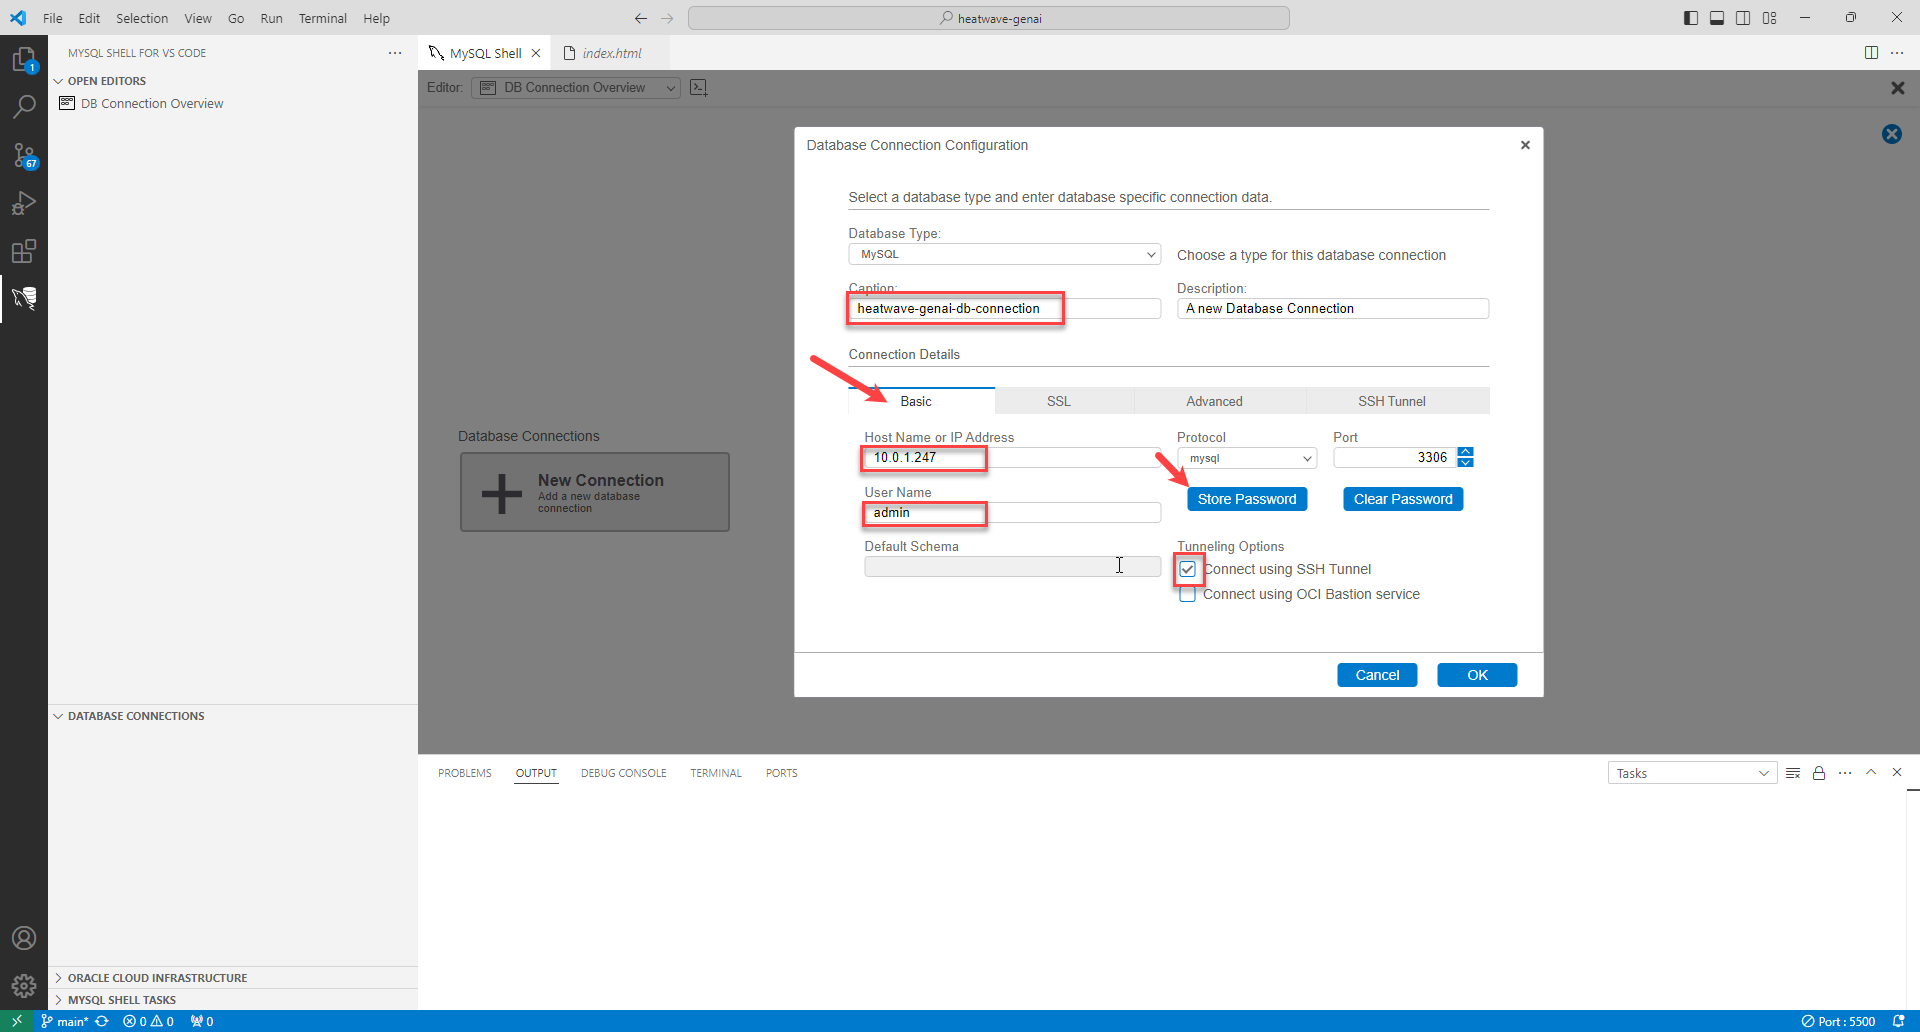 File Edit Selection View Go Run Terminal Help
heatwave-genai
MYSQL SHELL FOR VS CODE
OPEN EDITORS
DB Connection Overview
1
67
MySQL Shell
index.html
Editor: DB Connection Overview
Database Connections
New Connection
Add a new database
connection
Database Connection Configuration
Select a database type and enter database specific connection data.
Database Type:
MySQL
Choose a type for this database connection
Caption:
Description:
heatwave-genai-db-connection
A new Database Connection
Connection Details
Basic SSL Advanced SSH Tunnel
Host Name or IP Address Protocol Port
10.0.1.247 mysql 3306
User Name
Store Password Clear Password
admin
Default Schema
Tunneling Options
Connect using SSH Tunnel
Connect using OCI Bastion service
Cancel OK
DATABASE CONNECTIONS
PROBLEMS OUTPUT DEBUG CONSOLE TERMINAL PORTS
Tasks
ORACLE CLOUD INFRASTRUCTURE
MYSQL SHELL TASKS
main* 0 0 0
Port : 5500